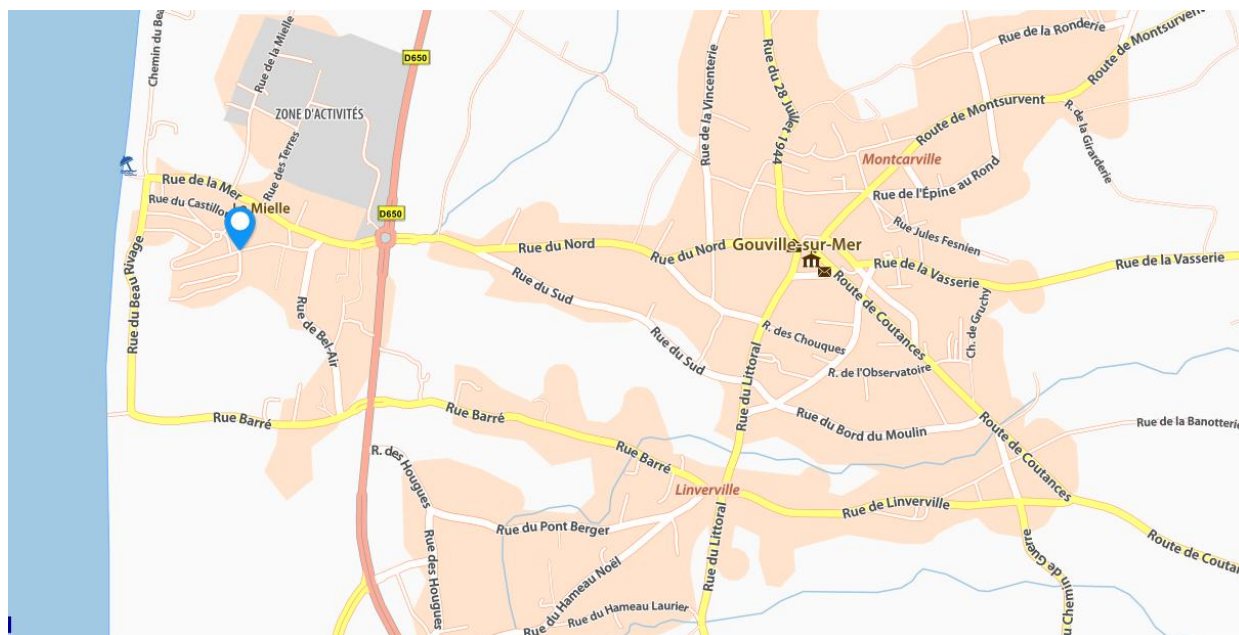 Chemin du Beau
Rue de la Mielle
D650
ZONE D'ACTIVITÉS
Rue des Terres
Rue de la Mer
Rue du Castillon
Mielle
D650
Rue du Beau Rivage
Rue de Bel-Air
Rue Barré
Rue du Nord
Rue du Nord
Rue du Sud
Rue du Sud
Rue de la Vincenterie
Rue du 28 Juillet 1944
Rue de la Ronderie
Route de Montsurvent
Route de Montsurvent
R. de la Girarderie
Montcarville
Rue de l'Épine au Rond
Rue Jules Fesnien
Gouville-sur-Mer
Rue de la Vasserie
Rue de la Vasserie
Route de Coutances
Ch. de Gruchy
R. des Chouques
R. de l'Observatoire
Rue du Littoral
Rue du Bord du Moulin
Route de Coutances
Rue de la Banotterie
Rue Barré
Rue Barré
R. des Hougues
Linverville
Rue de Linverville
Rue du Pont Berger
Rue des Hougues
Rue du Hameau Noël
Rue du Hameau Laurier
Rue du Littoral
u Chemin de Guerre
Route de Coutan